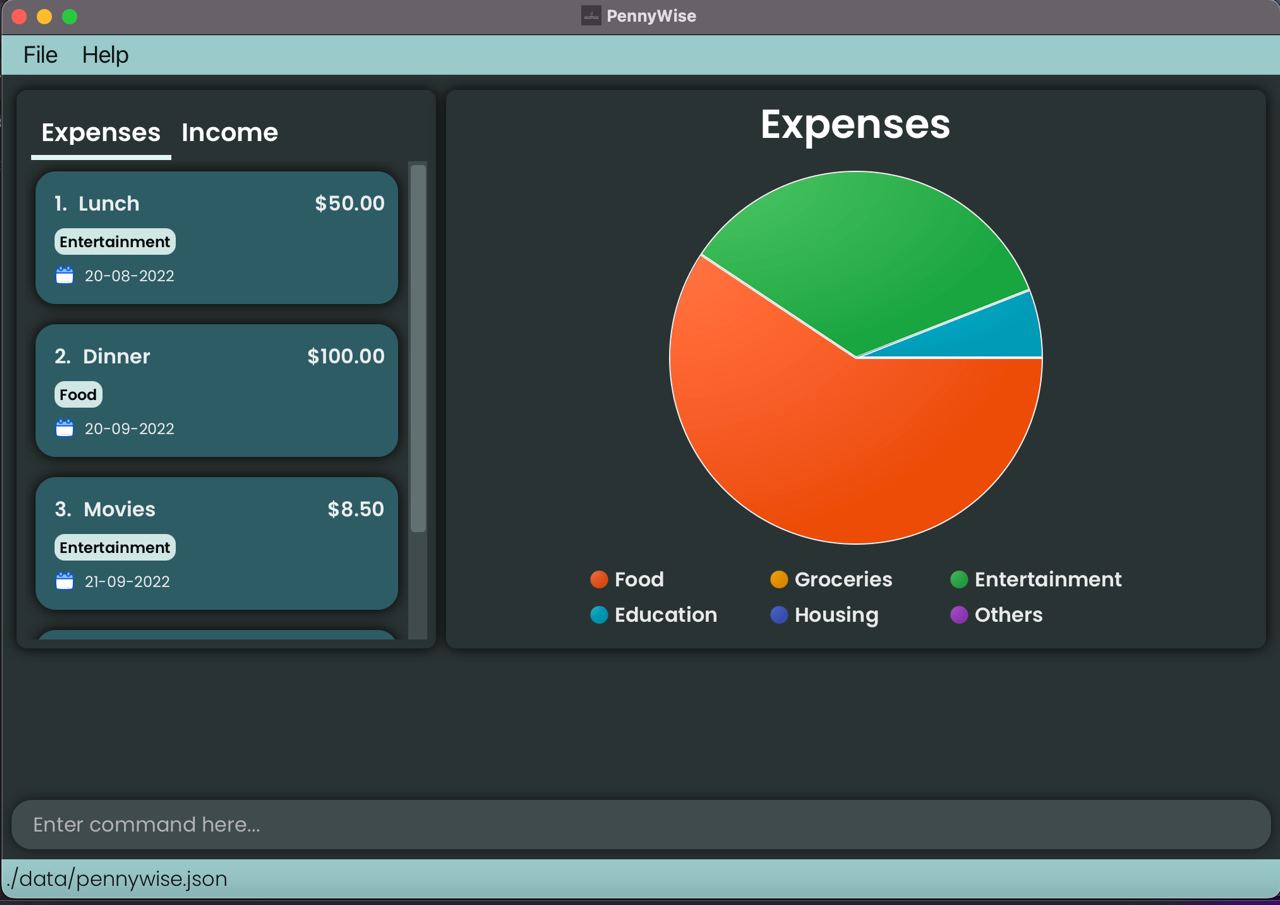 PennyWise
File Help
Expenses Income
1. Lunch $50.00
Entertainment
20-08-2022
2. Dinner $100.00
Food
20-09-2022
3. Movies $8.50
Entertainment
21-09-2022
Expenses
Food Groceries Entertainment
Education Housing Others
Enter command here...
./data/pennywise.json